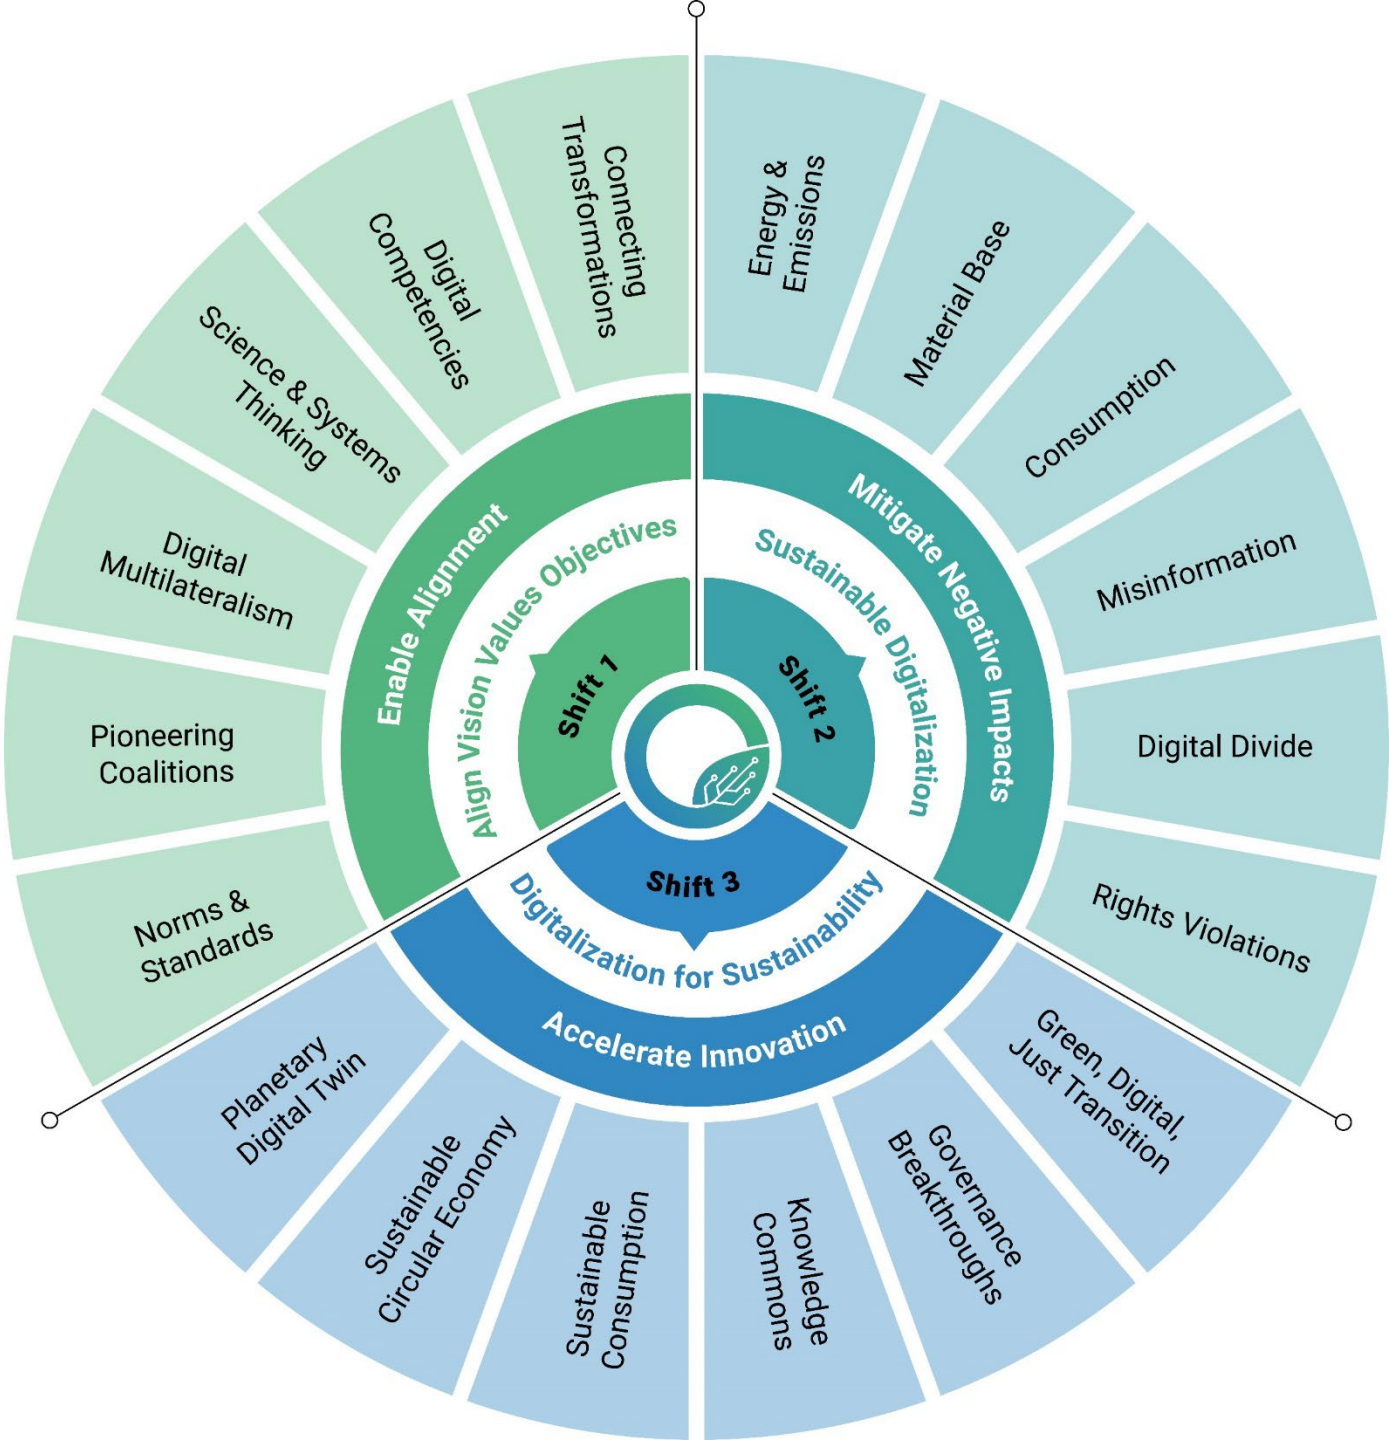 Connecting
Transformations
Digital
Competencies
Science & Systems
Thinking
Digital
Multilateralism
Pioneering
Coalitions
Norms &
Standards
Enable Alignment
Align Vision Values Objectives
Shift 1
Energy &
Emissions
Material Base
Consumption
Misinformation
Digital Divide
Rights Violations
Mitigate Negative Impacts
Sustainable Digitalization
Shift 2
Shift 3
Digitalization for Sustainability
Accelerate Innovation
Planetary
Digital Twin
Sustainable
Circular Economy
Sustainable
Consumption
Knowledge
Commons
Governance
Breakthroughs
Green, Digital,
Just Transition